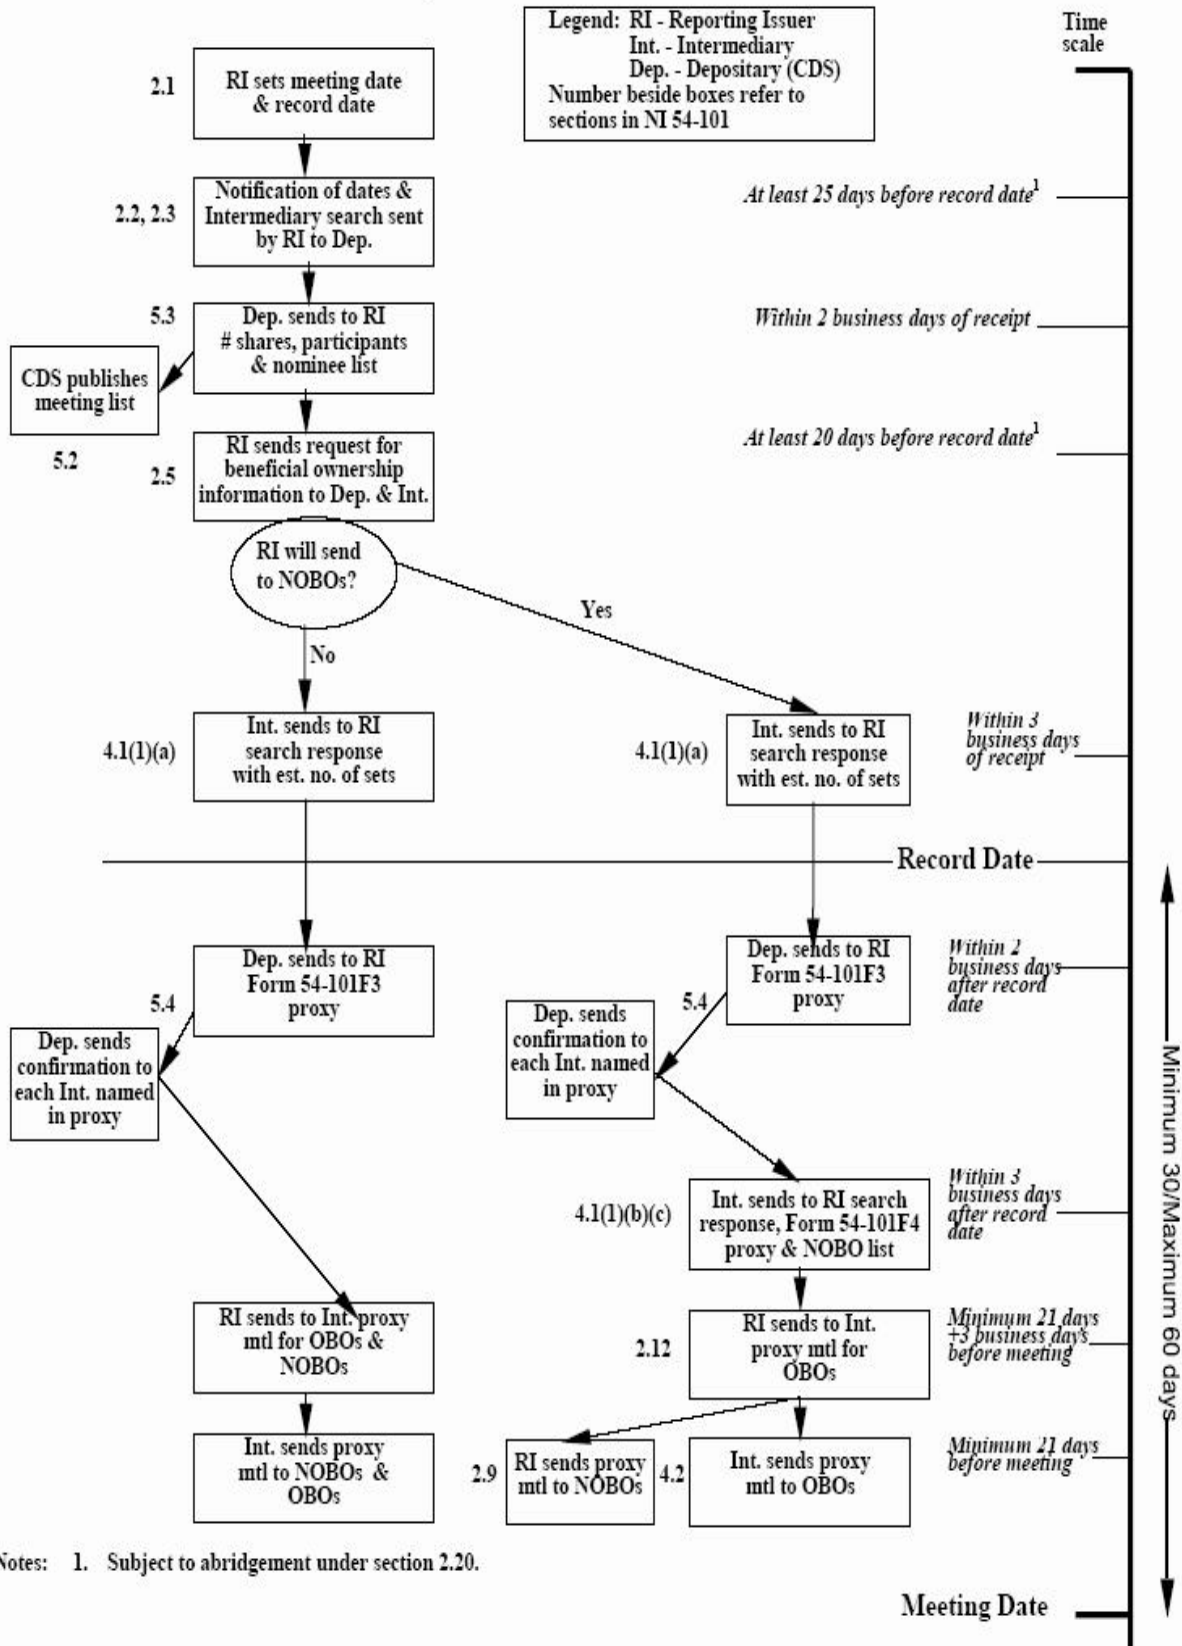 Legend: RI - Reporting Issuer
Int. - Intermediary
Dep. - Depositary (CDS)
Number beside boxes refer to
sections in NI 54-101
Time
scale
2.1
RI sets meeting date
& record date
2.2, 2.3
Notification of dates &
Intermediary search sent
by RI to Dep.
At least 25 days before record date1
5.3
Dep. sends to RI
# shares, participants
& nominee list
Within 2 business days of receipt
CDS publishes
meeting list
5.2
2.5
RI sends request for
beneficial ownership
information to Dep. & Int.
At least 20 days before record date1
RI will send
to NOBOs?
Yes
No
4.1(1)(a)
Int. sends to RI
search response
with est. no. of sets
4.1(1)(a)
Int. sends to RI
search response
with est. no. of sets
Within 3
business days
of receipt
Record Date
Dep. sends to RI
Form 54-101F3
proxy
5.4
Dep. sends
confirmation to
each Int. named
in proxy
Dep. sends to RI
Form 54-101F3
proxy
5.4
Dep. sends
confirmation to
each Int. named
in proxy
Within 2
business days
after record
date
4.1(1)(b)(c)
Int. sends to RI search
response, Form 54-101F4
proxy & NOBO list
Within 3
business days
after record
date
Minimum 30/Maximum 60 days
RI sends to Int. proxy
mtl for OBOs &
NOBOs
2.12
RI sends to Int.
proxy mtl for
OBOs
Minimum 21 days
+3 business days
before meeting
Int. sends proxy
mtl to NOBOs &
OBOs
2.9
RI sends proxy
mtl to NOBOs
4.2
Int. sends proxy
mtl to OBOs
Minimum 21 days
before meeting
Notes: 1. Subject to abridgement under section 2.20.
Meeting Date